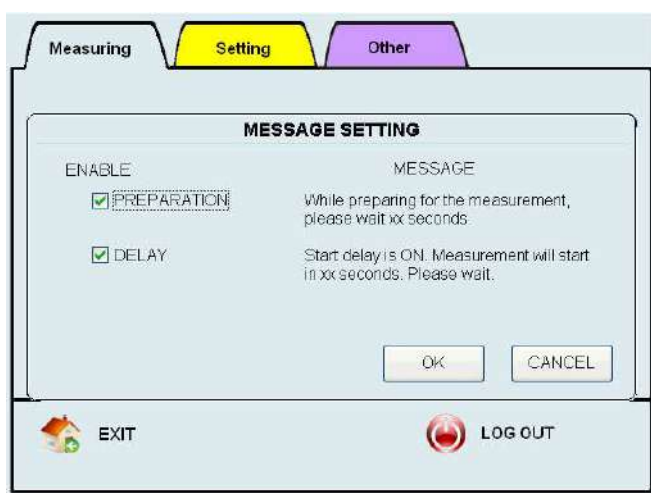 Measuring
Setting
Other
MESSAGE SETTING
ENABLE
MESSAGE
PREPARATION
While preparing for the measurement,
please wait xx seconds.
DELAY
Start delay is ON. Measurement will start
in xx seconds. Please wait.
OK
CANCEL
EXIT
LOG OUT